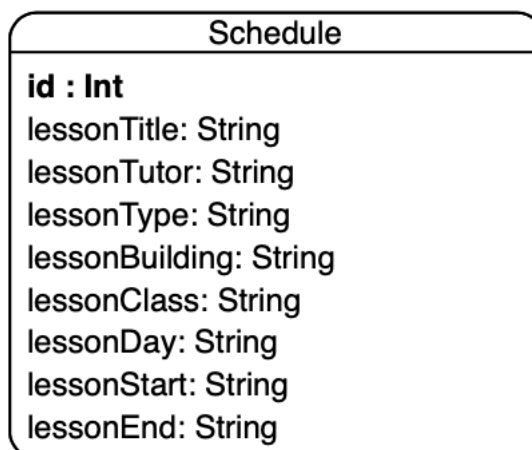 Schedule
id : Int
lessonTitle: String
lessonTutor: String
lessonType: String
lessonBuilding: String
lessonClass: String
lessonDay: String
lessonStart: String
lessonEnd: String